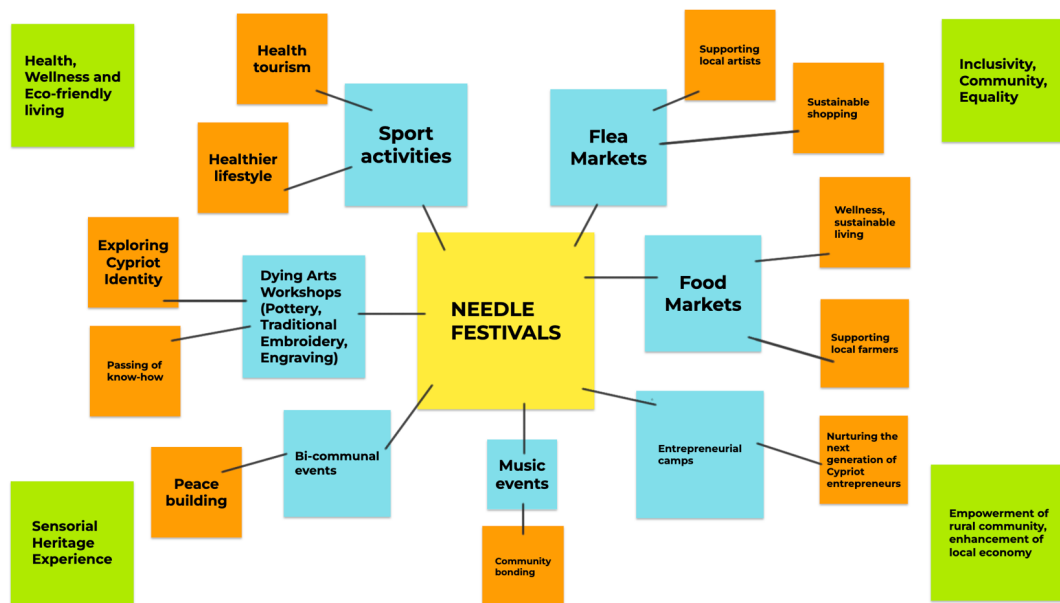 Health,
Wellness and
Eco-friendly
living
Health
tourism
Supporting
local artists
Inclusivity,
Community,
Equality
Sport
activities
Flea
Markets
Sustainable
shopping
Healthier
lifestyle
Wellness,
sustainable
living
Exploring
Cypriot
Identity
Dying Arts
Workshops
(Pottery,
Traditional
Embroidery,
Engraving)
NEEDLE
FESTIVALS
Food
Markets
Passing of
know-how
Supporting
local farmers
Bi-communal
events
Music
events
Entrepreneurial
camps
Nurturing the
next
generation of
Cypriot
entrepreneurs
Peace
building
Community
bonding
Sensorial
Heritage
Experience
Empowerment of
rural community,
enhancement of
local economy